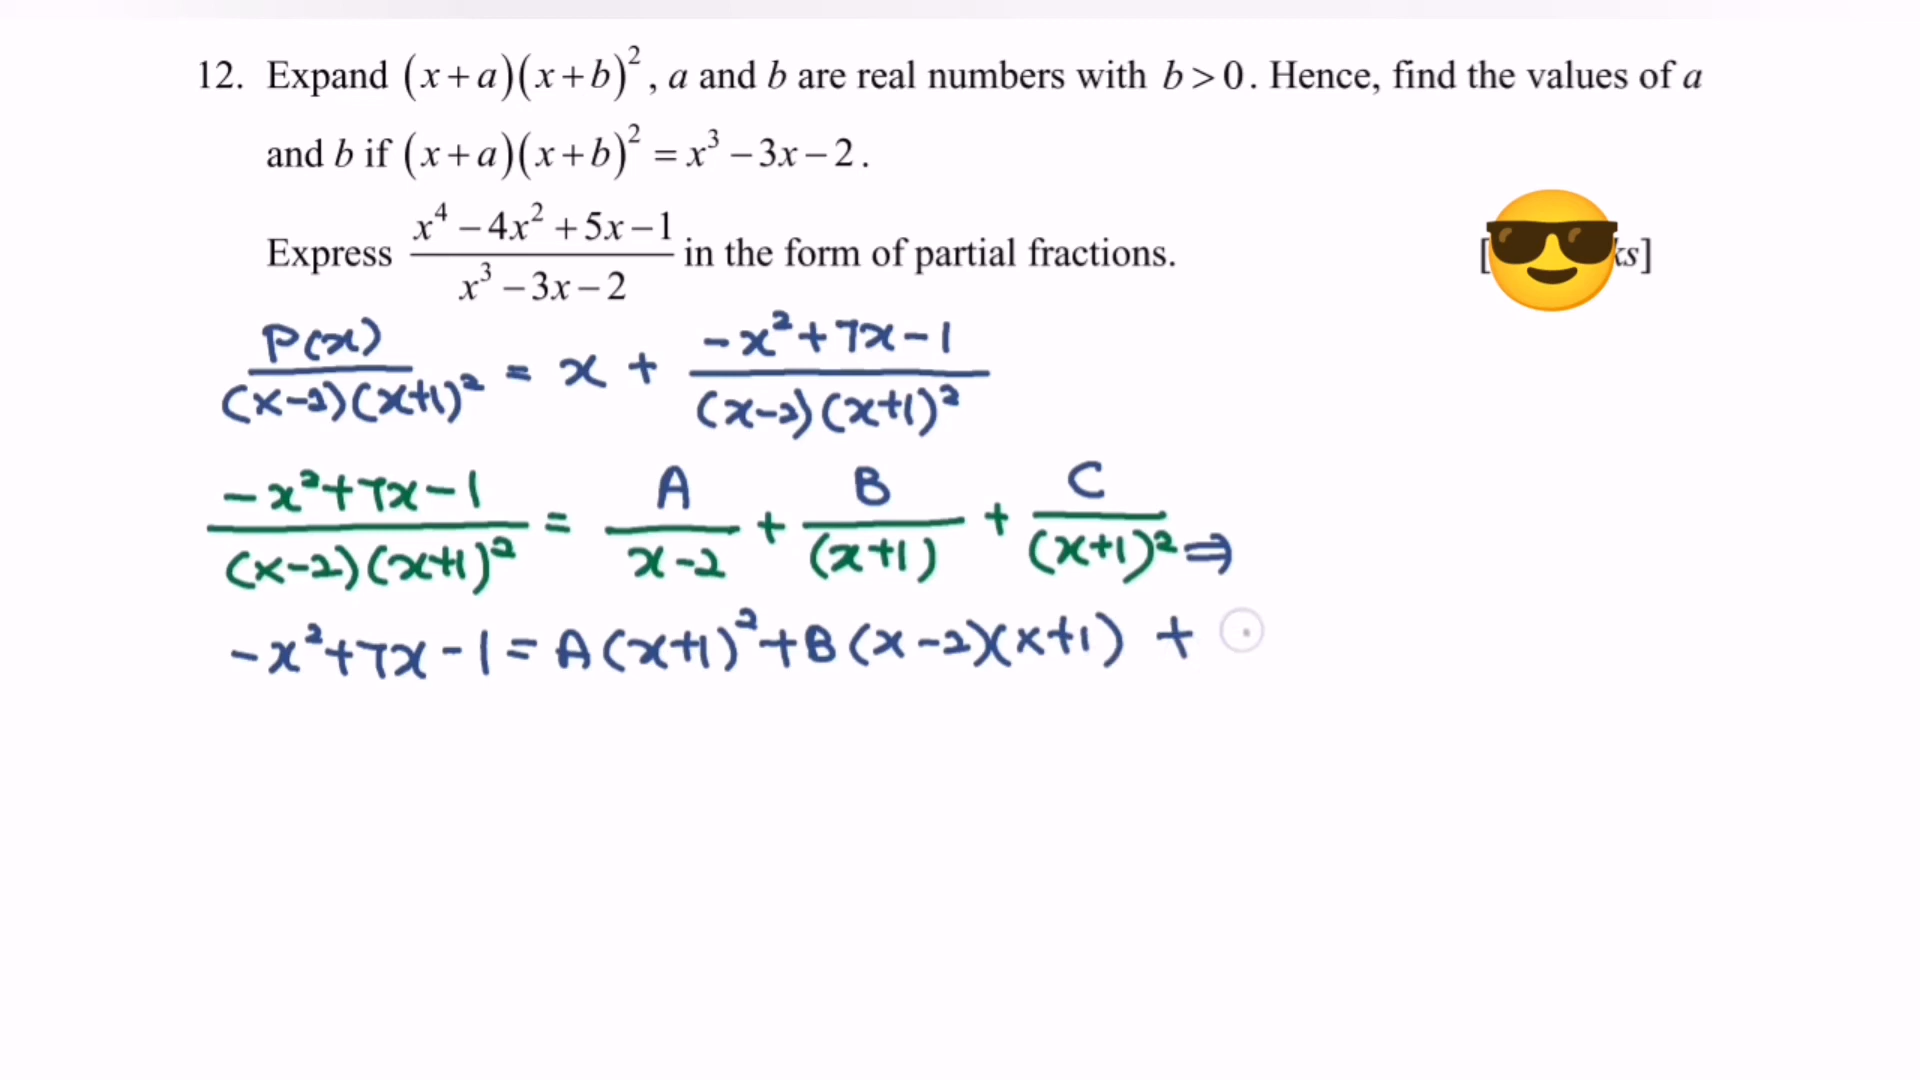 12. Expand (x+a)(x+b)², a and b are real numbers with b>0. Hence, find the values of a
and b if (x+a)(x+b)² = x³ − 3x − 2.
Express (x⁴ − 4x² + 5x − 1)/(x³ − 3x − 2) in the form of partial fractions. [ s]
P(x)/((x−2)(x+1)²) = x + (−x²+7x−1)/((x−2)(x+1)²)
(−x²+7x−1)/((x−2)(x+1)²) = A/(x−2) + B/(x+1) + C/(x+1)² ⇒
−x²+7x−1 = A(x+1)²+B(x−2)(x+1) +